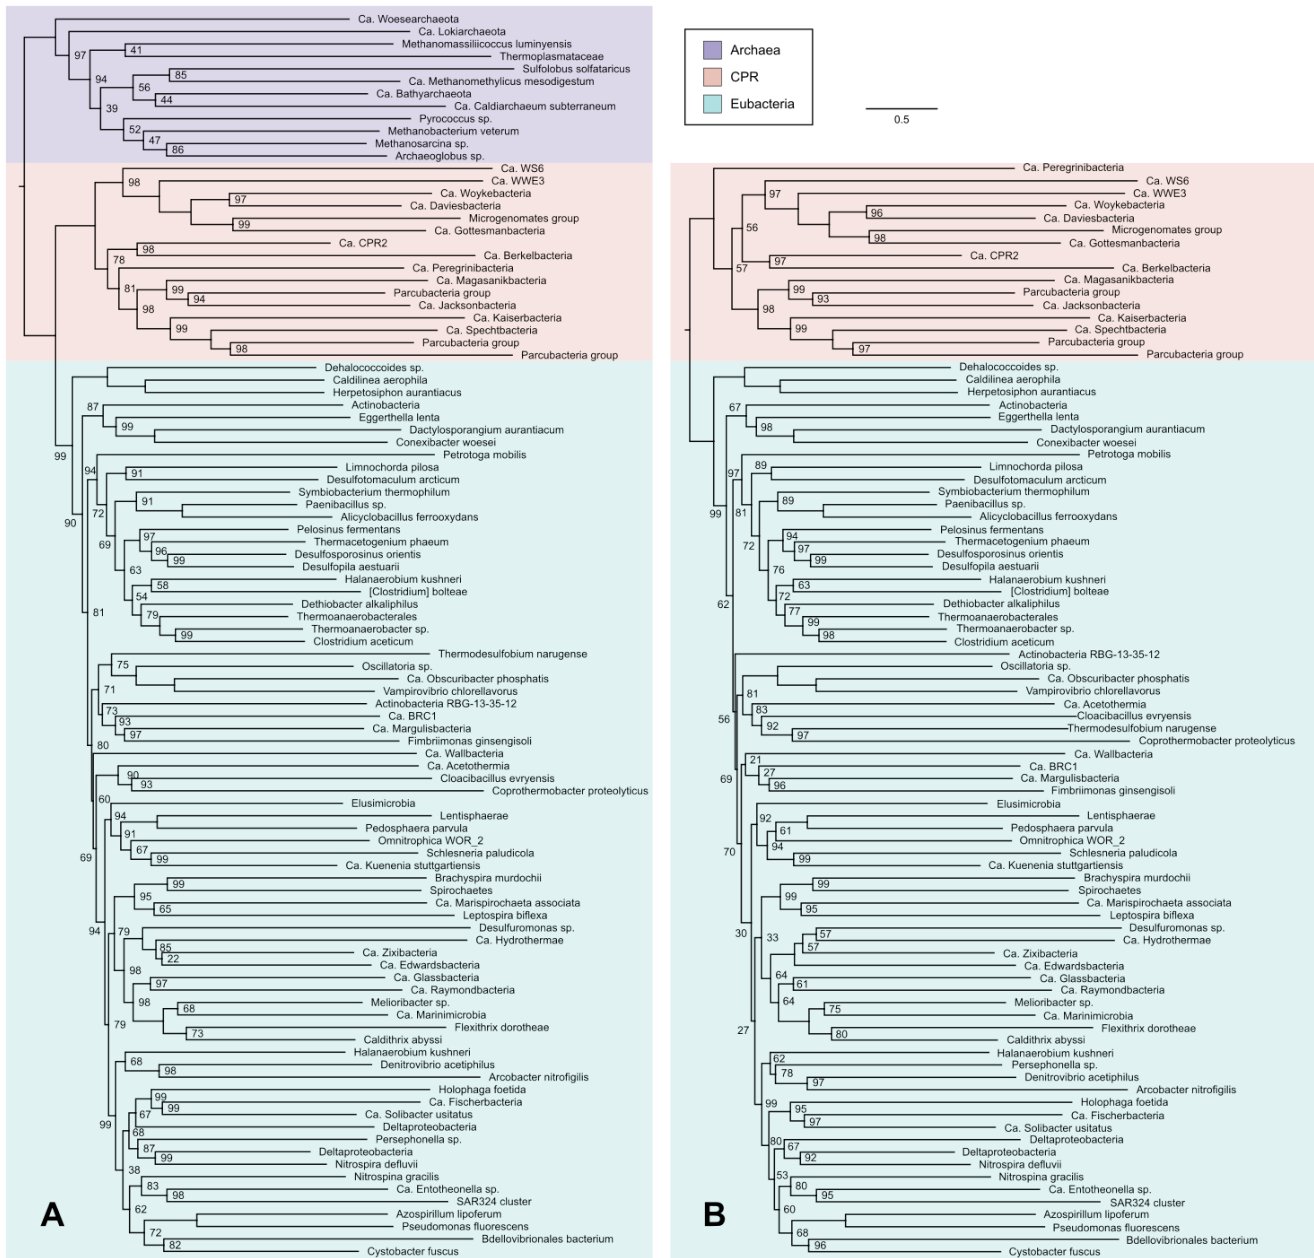 Ca. Woesearchaeota
Ca. Lokiarchaeota
97
41
Methanomassiliicoccus luminyensis
Thermoplasmataceae
94
Sulfolobus solfataricus
85
Ca. Methanomethylicus mesodigestum
56
Ca. Bathyarchaeota
44
39
Ca. Caldiarchaeum subterraneum
Pyrococcus sp.
52
Methanobacterium veterum
47
Methanosarcina sp.
86
Archaeoglobus sp.
Ca. WS6
98
Ca. WWE3
Ca. Woykebacteria
97
Ca. Daviesbacteria
Microgenomates group
99
Ca. Gottesmanbacteria
Ca. CPR2
98
78
Ca. Berkelbacteria
Ca. Peregrinibacteria
81
Ca. Magasanikbacteria
99
Parcubacteria group
94
98
Ca. Jacksonbacteria
Ca. Kaiserbacteria
99
Ca. Spechtbacteria
Parcubacteria group
98
Parcubacteria group
Dehalococcoides sp.
Caldilinea aerophila
Herpetosiphon aurantiacus
87
Actinobacteria
Eggerthella lenta
99
Dactylosporangium aurantiacum
Conexibacter woesei
99
Petrotoga mobilis
94
Limnochorda pilosa
91
Desulfotomaculum arcticum
Symbiobacterium thermophilum
91
Paenibacillus sp.
72
90
Alicyclobacillus ferrooxydans
Pelosinus fermentans
97
69
Thermacetogenium phaeum
96
Desulfosporosinus orientis
99
63
Desulfopila aestuarii
Halanaerobium kushneri
58
54
[Clostridium] bolteae
Dethiobacter alkaliphilus
81
79
Thermoanaerobacterales
Thermoanaerobacter sp.
99
Clostridium aceticum
Thermodesulfobium narugense
75
Oscillatoria sp.
Ca. Obscuribacter phosphatis
71
Vampirovibrio chlorellavorus
Actinobacteria RBG-13-35-12
73
Ca. BRC1
93
Ca. Margulisbacteria
97
Fimbriimonas ginsengisoli
80
Ca. Wallbacteria
Ca. Acetothermia
90
Cloacibacillus evryensis
93
Coprothermobacter proteolyticus
60
Elusimicrobia
94
Lentisphaerae
Pedosphaera parvula
91
Omnitrophica WOR_2
67
Schlesneria paludicola
69
99
Ca. Kuenenia stuttgartiensis
Brachyspira murdochii
99
Spirochaetes
95
Ca. Marispirochaeta associata
65
Leptospira biflexa
94
79
Desulfuromonas sp.
Ca. Hydrothermae
85
Ca. Zixibacteria
22
Ca. Edwardsbacteria
98
Ca. Glassbacteria
97
Ca. Raymondbacteria
98
Melioribacter sp.
68
Ca. Marinimicrobia
79
Flexithrix dorotheae
73
Caldithrix abyssi
Halanaerobium kushneri
68
Denitrovibrio acetiphilus
98
Arcobacter nitrofigilis
Holophaga foetida
99
Ca. Fischerbacteria
99
67
Ca. Solibacter usitatus
99
Deltaproteobacteria
68
Persephonella sp.
87
Deltaproteobacteria
99
Nitrospira defluvii
38
Nitrospina gracilis
83
Ca. Entotheonella sp.
98
SAR324 cluster
62
Azospirillum lipoferum
Pseudomonas fluorescens
72
Bdellovibrionales bacterium
82
Cystobacter fuscus
A
Archaea
CPR
Eubacteria
0.5
Ca. Peregrinibacteria
Ca. WS6
97
Ca. WWE3
Ca. Woykebacteria
96
Ca. Daviesbacteria
56
Microgenomates group
98
Ca. Gottesmanbacteria
Ca. CPR2
97
57
Ca. Berkelbacteria
Ca. Magasanikbacteria
99
Parcubacteria group
93
98
Ca. Jacksonbacteria
Ca. Kaiserbacteria
99
Ca. Spechtbacteria
Parcubacteria group
97
Parcubacteria group
Dehalococcoides sp.
Caldilinea aerophila
Herpetosiphon aurantiacus
67
Actinobacteria
Eggerthella lenta
98
Dactylosporangium aurantiacum
Conexibacter woesei
Petrotoga mobilis
97
89
Limnochorda pilosa
Desulfotomaculum arcticum
Symbiobacterium thermophilum
89
Paenibacillus sp.
99
81
Alicyclobacillus ferrooxydans
Pelosinus fermentans
94
72
Thermacetogenium phaeum
97
Desulfosporosinus orientis
99
76
Desulfopila aestuarii
Halanaerobium kushneri
63
72
[Clostridium] bolteae
62
Dethiobacter alkaliphilus
77
Thermoanaerobacterales
99
Thermoanaerobacter sp.
98
Clostridium aceticum
Actinobacteria RBG-13-35-12
Oscillatoria sp.
Ca. Obscuribacter phosphatis
81
Vampirovibrio chlorellavorus
Ca. Acetothermia
83
56
Cloacibacillus evryensis
92
Thermodesulfobium narugense
97
Coprothermobacter proteolyticus
Ca. Wallbacteria
21
Ca. BRC1
27
69
Ca. Margulisbacteria
96
Fimbriimonas ginsengisoli
Elusimicrobia
92
Lentisphaerae
61
Pedosphaera parvula
94
Omnitrophica WOR_2
70
Schlesneria paludicola
99
Ca. Kuenenia stuttgartiensis
Brachyspira murdochii
99
Spirochaetes
99
Ca. Marispirochaeta associata
95
Leptospira biflexa
30
33
Desulfuromonas sp.
57
Ca. Hydrothermae
57
Ca. Zixibacteria
Ca. Edwardsbacteria
64
Ca. Glassbacteria
61
Ca. Raymondbacteria
64
Melioribacter sp.
75
Ca. Marinimicrobia
27
Flexithrix dorotheae
80
Caldithrix abyssi
Halanaerobium kushneri
62
Persephonella sp.
78
Denitrovibrio acetiphilus
97
Arcobacter nitrofigilis
99
Holophaga foetida
95
Ca. Fischerbacteria
97
Ca. Solibacter usitatus
80
Deltaproteobacteria
67
Deltaproteobacteria
92
Nitrospira defluvii
53
Nitrospina gracilis
80
Ca. Entotheonella sp.
95
SAR324 cluster
60
Azospirillum lipoferum
Pseudomonas fluorescens
68
Bdellovibrionales bacterium
96
Cystobacter fuscus
B